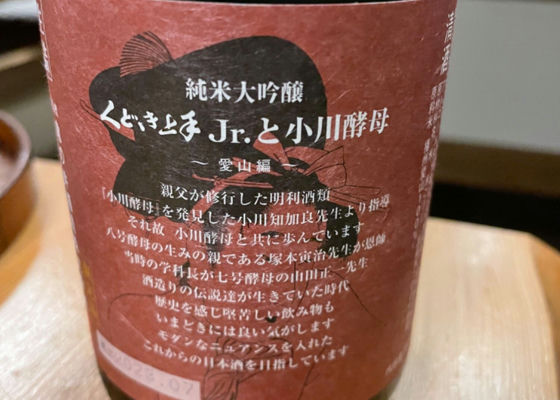 純米大吟醸
くどき上手 Jr.と小川酵母
～愛山編～
親父が修行した明利酒類
「小川酵母」を発見した小川知加良先生より指導
それ故 小川酵母と共に歩んでいます
八号酵母の生みの親である塚本寅治先生が恩師
当時の学科長が七号酵母の山田正一先生
酒造りの伝説達が生きていた時代
歴史を感じ堅苦しい飲み物も
いまどきには良い気がします
モダンなニュアンスを入れた
これからの日本酒を目指しています
清酒